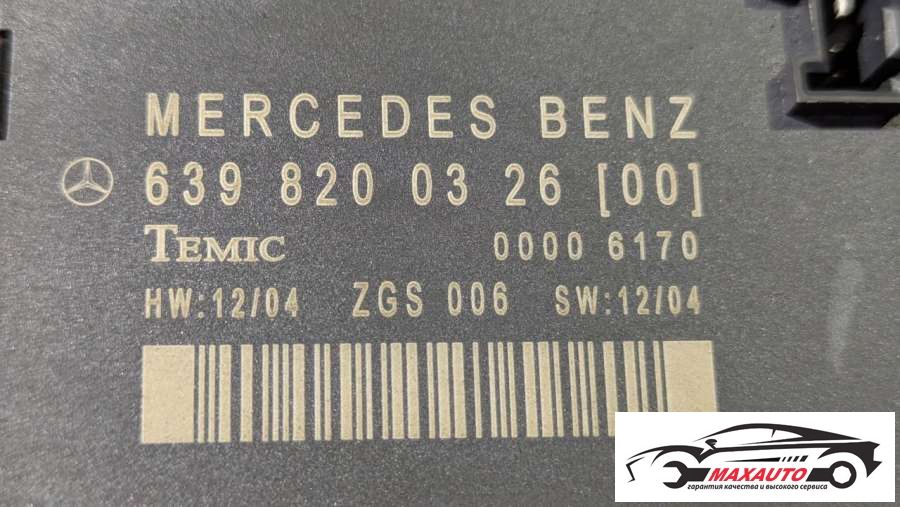 MERCEDES BENZ
639 820 03 26 [00]
TEMIC 0000 6170
HW:12/04 ZGS 006 SW:12/04
MAXAUTO
гарантия качества и высокого сервиса